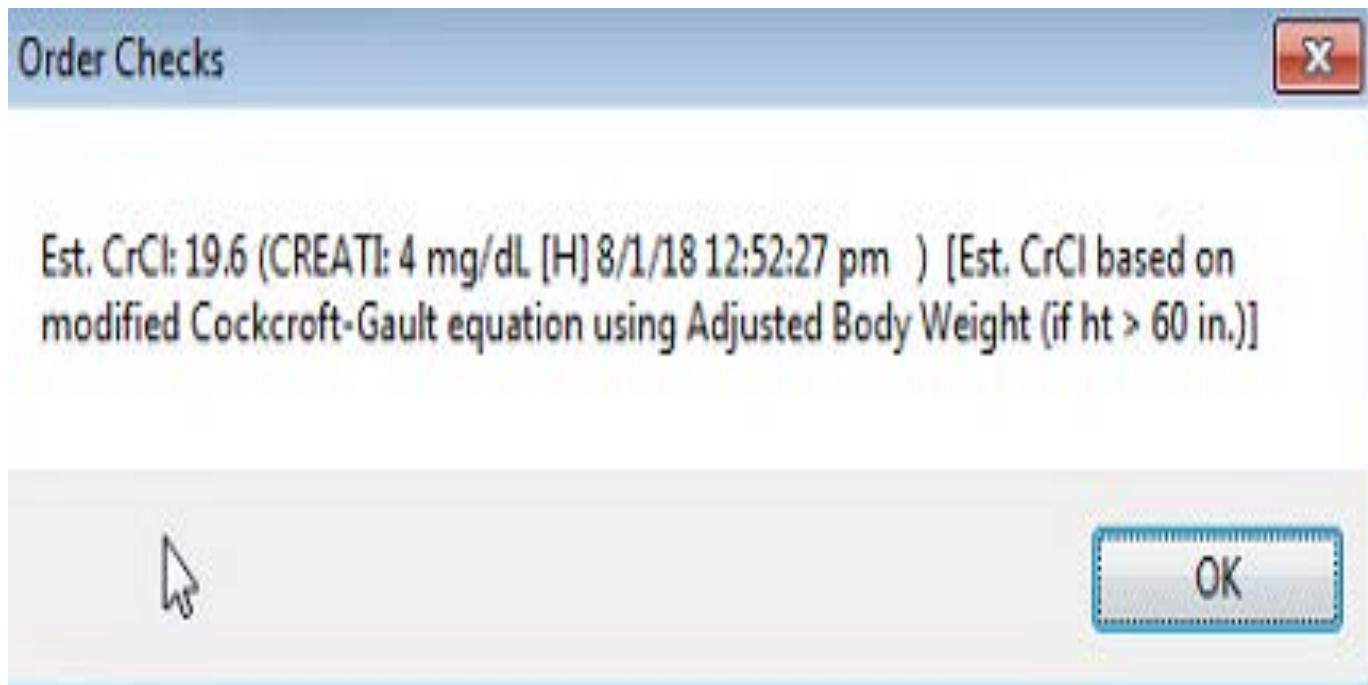 Order Checks
Est. CrCl: 19.6 (CREATI: 4 mg/dL [H] 8/1/18 12:52:27 pm ) [Est. CrCl based on
modified Cockcroft-Gault equation using Adjusted Body Weight (if ht > 60 in.)]
OK